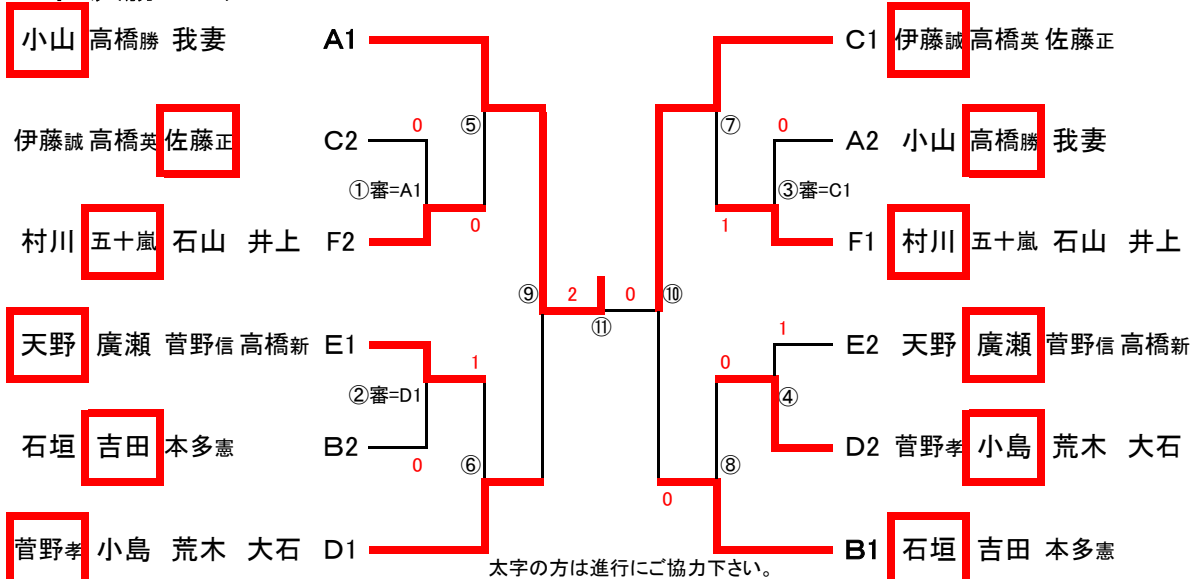 小山 高橋勝 我妻 A1 C1 伊藤誠 高橋英 佐藤正
0 ⑤ ⑦ 0
伊藤誠 高橋英 佐藤正 C2 A2 小山 高橋勝 我妻
①審=A1 ③審=C1
0 1
村川 五十嵐 石山 井上 F2 F1 村川 五十嵐 石山 井上
⑨ 2 0 ⑩
⑪
天野 廣瀬 菅野信 高橋新 E1 1 E2 天野 廣瀬 菅野信 高橋新
1 0
②審=D1 ④
石垣 吉田 本多憲 B2 D2 菅野孝 小島 荒木 大石
0 ⑥ ⑧
0
菅野孝 小島 荒木 大石 D1 B1 石垣 吉田 本多憲
太字の方は進行にご協力下さい。